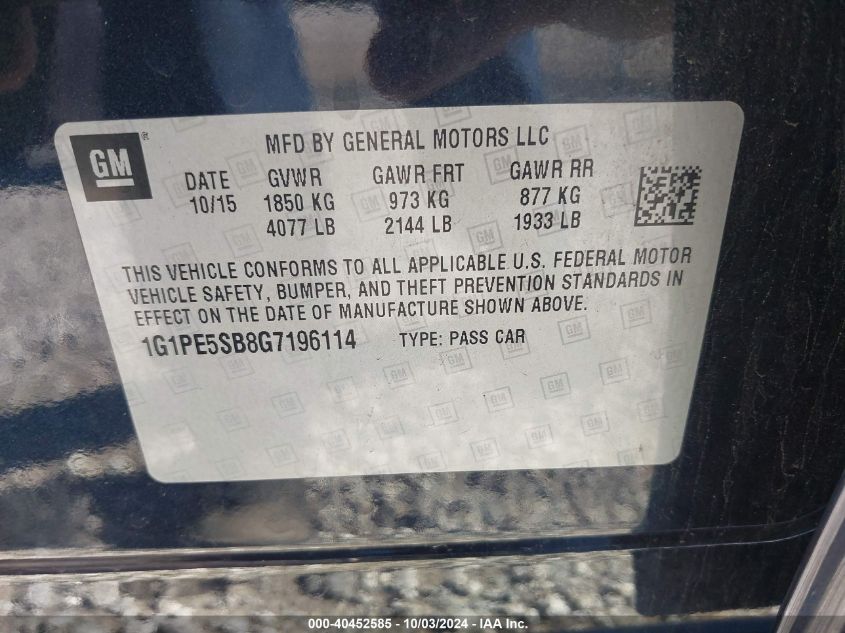 GM ®
MFD BY GENERAL MOTORS LLC
DATE GVWR GAWR FRT GAWR RR
10/15 1850 KG 973 KG 877 KG
4077 LB 2144 LB 1933 LB
THIS VEHICLE CONFORMS TO ALL APPLICABLE U.S. FEDERAL MOTOR
VEHICLE SAFETY, BUMPER, AND THEFT PREVENTION STANDARDS IN
EFFECT ON THE DATE OF MANUFACTURE SHOWN ABOVE.
1G1PE5SB8G7196114 TYPE: PASS CAR
000-40452585 - 10/03/2024 - IAA Inc.